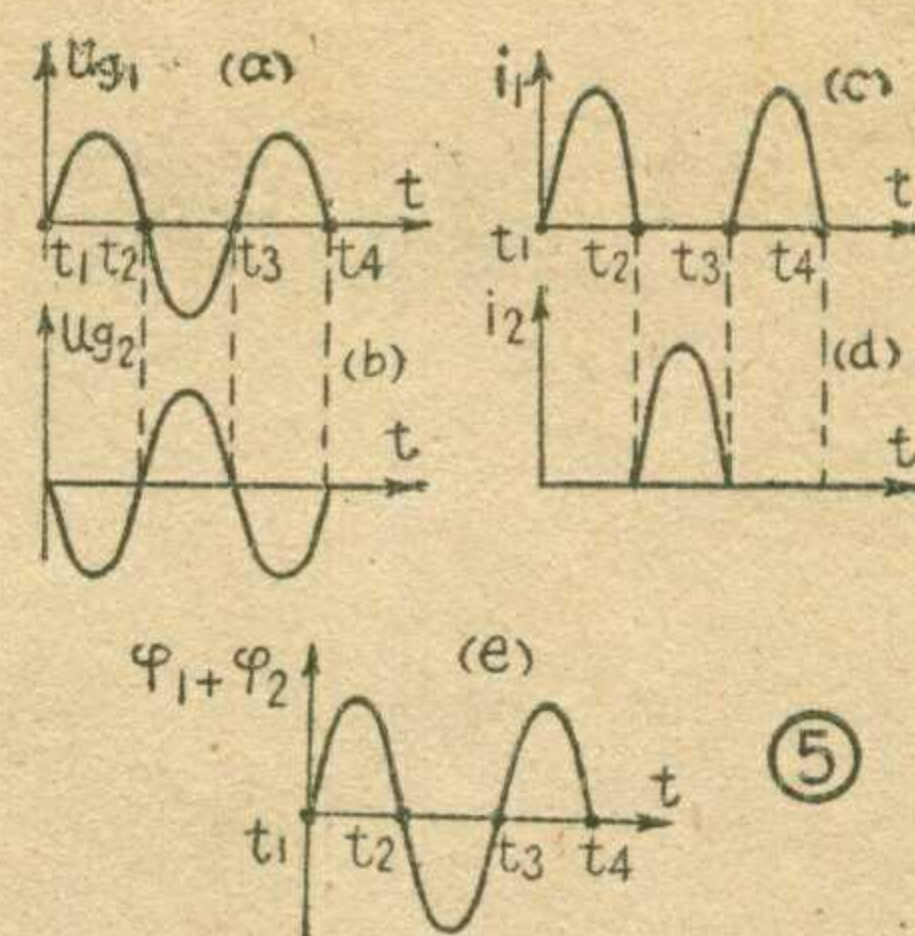 Ug₁ (a)
t
t₁ t₂ t₃ t₄
Ug₂ (b)
t
i₁ (c)
t
t₁ t₂ t₃ t₄
i₂ (d)
t
φ₁+φ₂ (e)
t
t₁ t₂ t₃ t₄
⑤